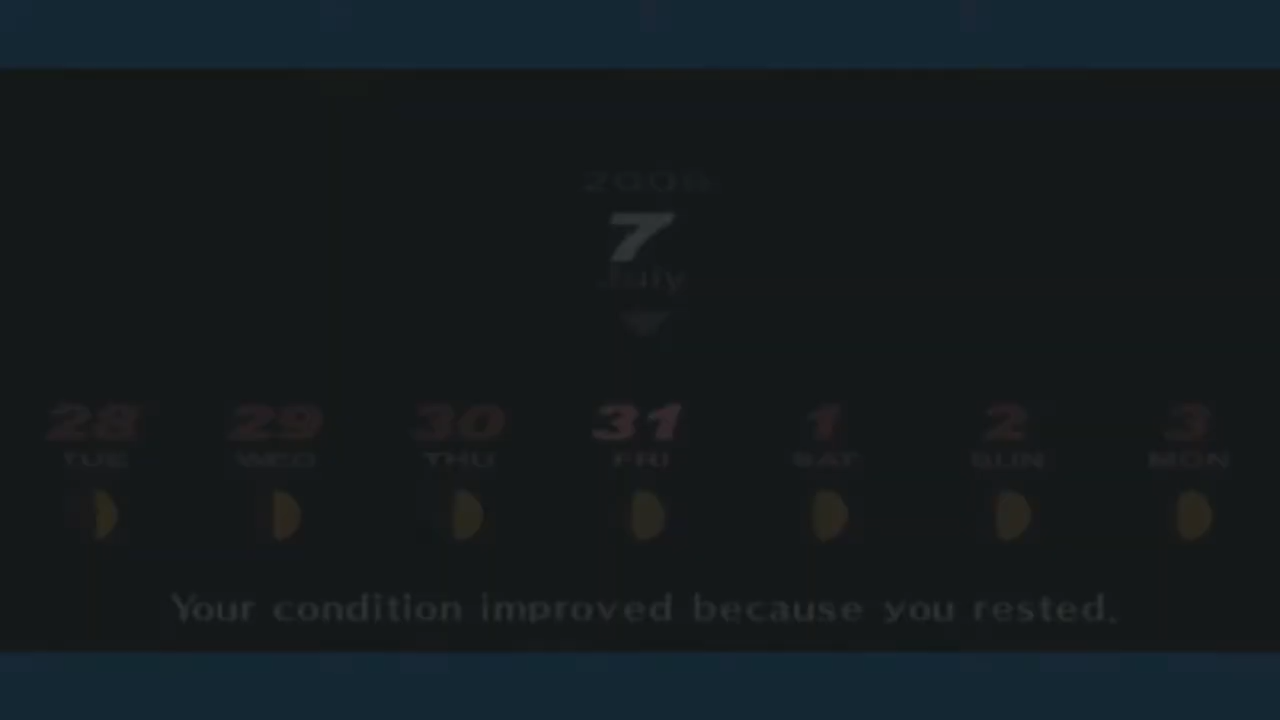 2009
7
July
28 29 30 31 1 2 3
TUE WED THU FRI SAT SUN MON
Your condition improved because you rested.